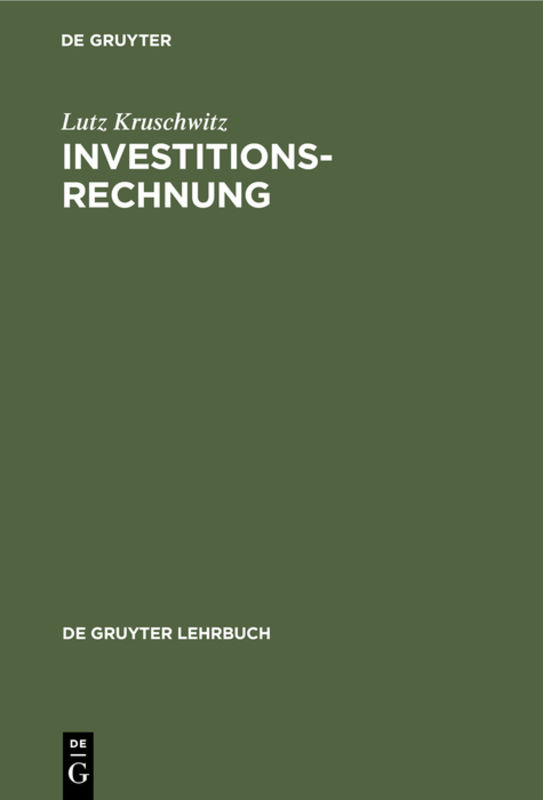 DE GRUYTER
Lutz Kruschwitz
INVESTITIONS-
RECHNUNG
DE GRUYTER LEHRBUCH
DE
G